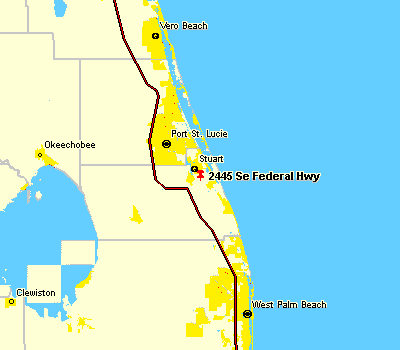 Vero Beach
Port St. Lucie
Okeechobee
Stuart
2445 Se Federal Hwy
Clewiston
West Palm Beach